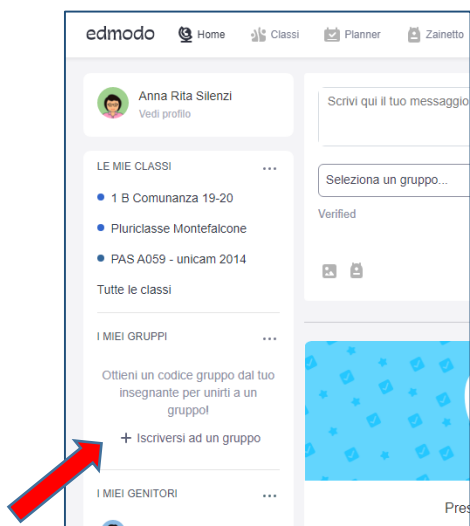 edmodo Home Classi Planner Zainetto
Anna Rita Silenzi
Vedi profilo
LE MIE CLASSI ...
1 B Comunanza 19-20
Pluriclasse Montefalcone
PAS A059 - unicam 2014
Tutte le classi
I MIEI GRUPPI ...
Ottieni un codice gruppo dal tuo
insegnante per unirti a un
gruppo!
+ Iscriversi ad un gruppo
I MIEI GENITORI ...
Scrivi qui il tuo messaggio
Seleziona un gruppo...
Verified
Pres